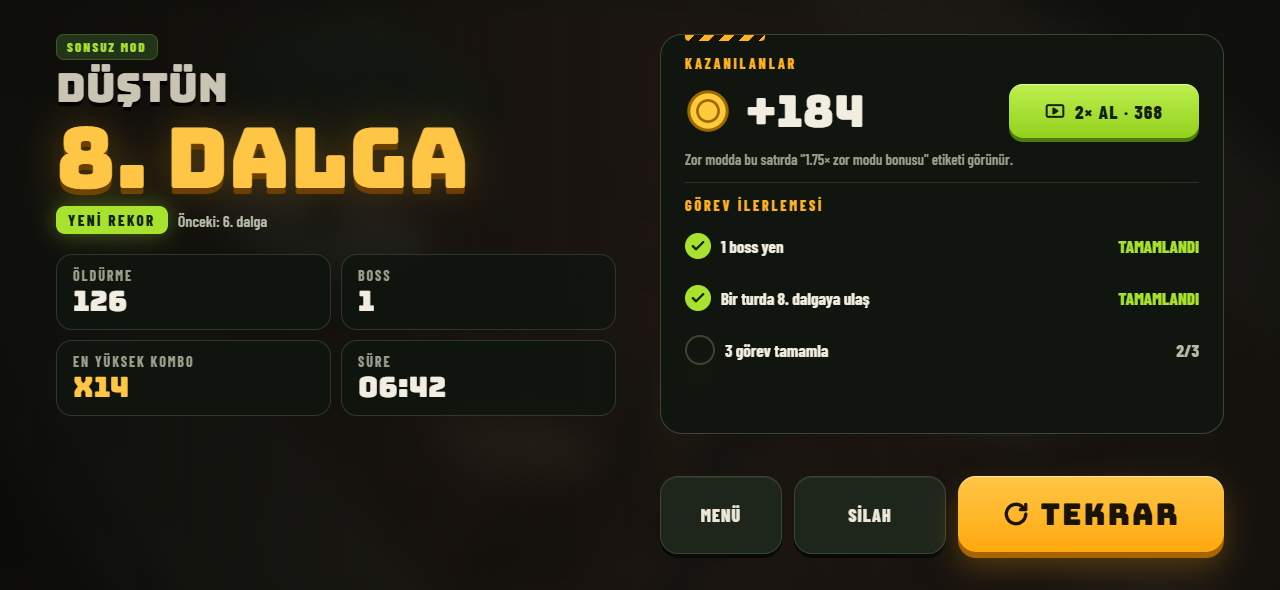 SONSUZ MOD
DÜŞTÜN
8. DALGA
YENİ REKOR Önceki: 6. dalga
ÖLDÜRME
126
BOSS
1
EN YÜKSEK KOMBO
X14
SÜRE
06:42
KAZANILANLAR
+184
2× AL · 368
Zor modda bu satırda "1.75× zor modu bonusu" etiketi görünür.
GÖREV İLERLEMESİ
1 boss yen TAMAMLANDI
Bir turda 8. dalgaya ulaş TAMAMLANDI
3 görev tamamla 2/3
MENÜ
SİLAH
TEKRAR